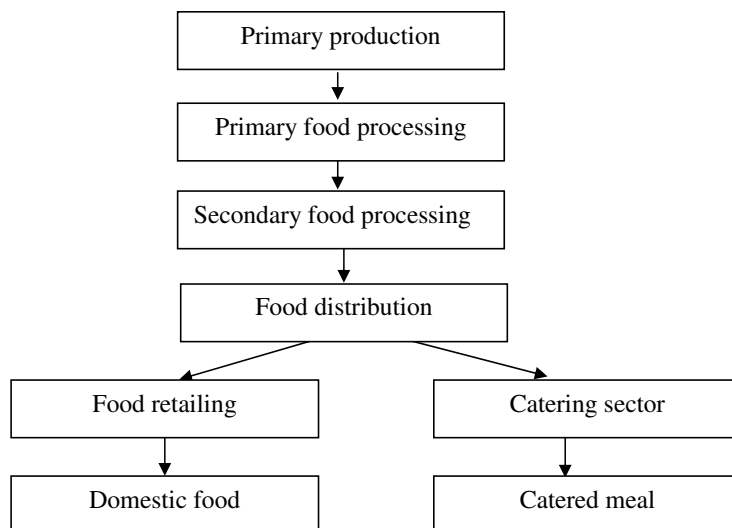 Primary production
Primary food processing
Secondary food processing
Food distribution
Food retailing
Catering sector
Domestic food
Catered meal